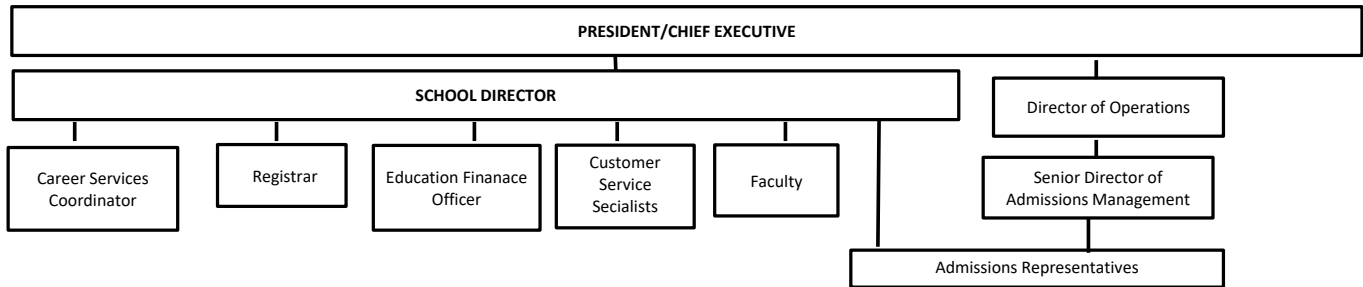 PRESIDENT/CHIEF EXECUTIVE
SCHOOL DIRECTOR
Director of Operations
Career Services
Coordinator
Registrar
Education Finanace
Officer
Customer
Service
Secialists
Faculty
Senior Director of
Admissions Management
Admissions Representatives